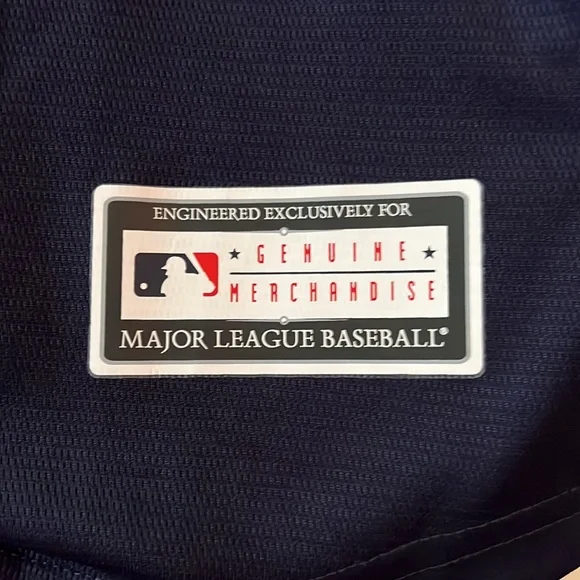 ENGINEERED EXCLUSIVELY FOR
★ GENUINE ★
MERCHANDISE
MAJOR LEAGUE BASEBALL®